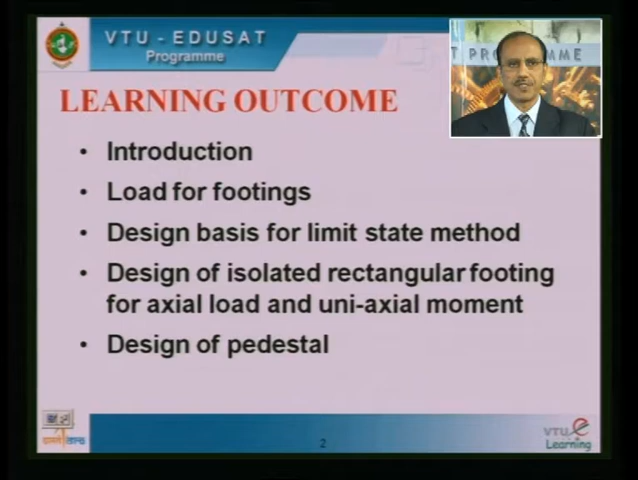 VTU - EDUSAT
Programme
T PROGRAMME
LEARNING OUTCOME
• Introduction
• Load for footings
• Design basis for limit state method
• Design of isolated rectangular footing
for axial load and uni-axial moment
• Design of pedestal
2
VTU e
Learning